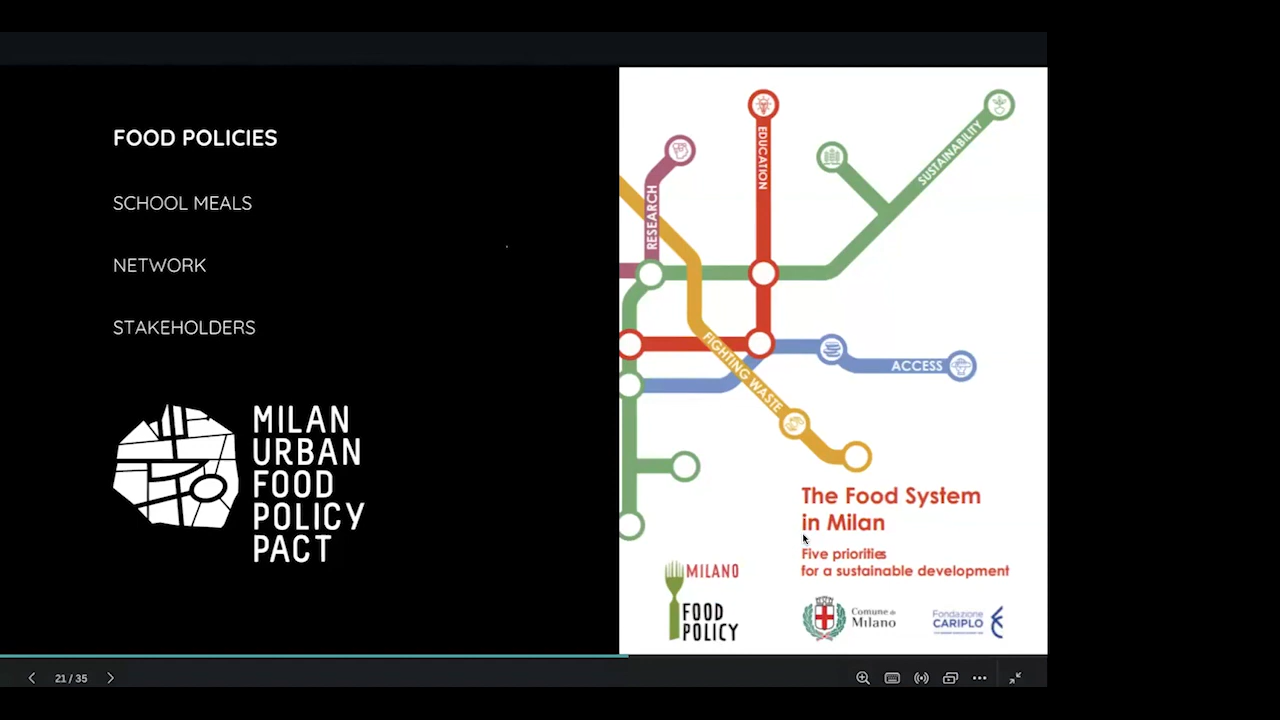 FOOD POLICIES
SCHOOL MEALS
NETWORK
STAKEHOLDERS
MILAN
URBAN
FOOD
POLICY
PACT
RESEARCH
EDUCATION
SUSTAINABILITY
FIGHTING WASTE
ACCESS
The Food System
in Milan
Five priorities
for a sustainable development
MILANO
FOOD
POLICY
Comune di
Milano
Fondazione
CARIPLO
21 / 35